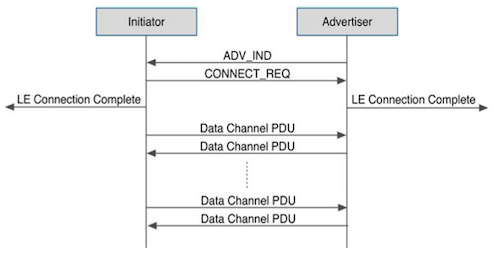 Initiator
Advertiser
ADV_IND
CONNECT_REQ
LE Connection Complete
LE Connection Complete
Data Channel PDU
Data Channel PDU
Data Channel PDU
Data Channel PDU